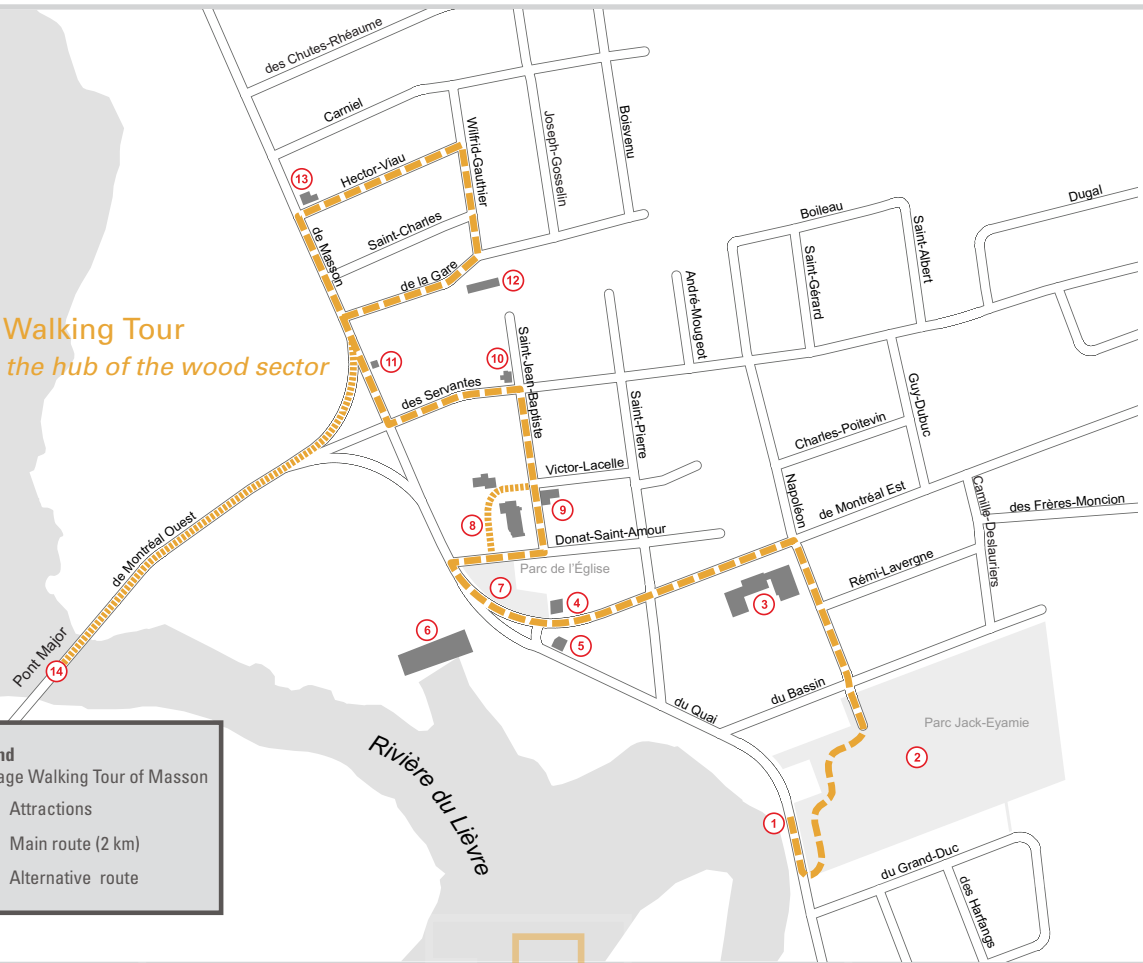 des Chutes-Rhéaume
Carniel
Hector-Viau
Wilfrid-Gauthier
Joseph-Gosselin
Boisvenu
13
Saint-Charles
de Masson
de la Gare
12
Boileau
Dugal
Saint-Albert
Saint-Gérard
André-Mougeot
Walking Tour
the hub of the wood sector
11
10
Saint-Jean-Baptiste
des Servantes
Saint-Pierre
Guy-Dubuc
Charles-Poitevin
Victor-Lacelle
Napoléon
de Montréal Est
Camille-Deslauriers
des Frères-Moncion
9
8
Donat-Saint-Amour
de Montréal Ouest
Parc de l'Église
7
4
3
Rémi-Lavergne
6
5
Pont Major
14
du Bassin
du Quai
Parc Jack-Eyamie
2
Rivière du Lièvre
1
du Grand-Duc
des Harfangs
nd
age Walking Tour of Masson
Attractions
Main route (2 km)
Alternative route